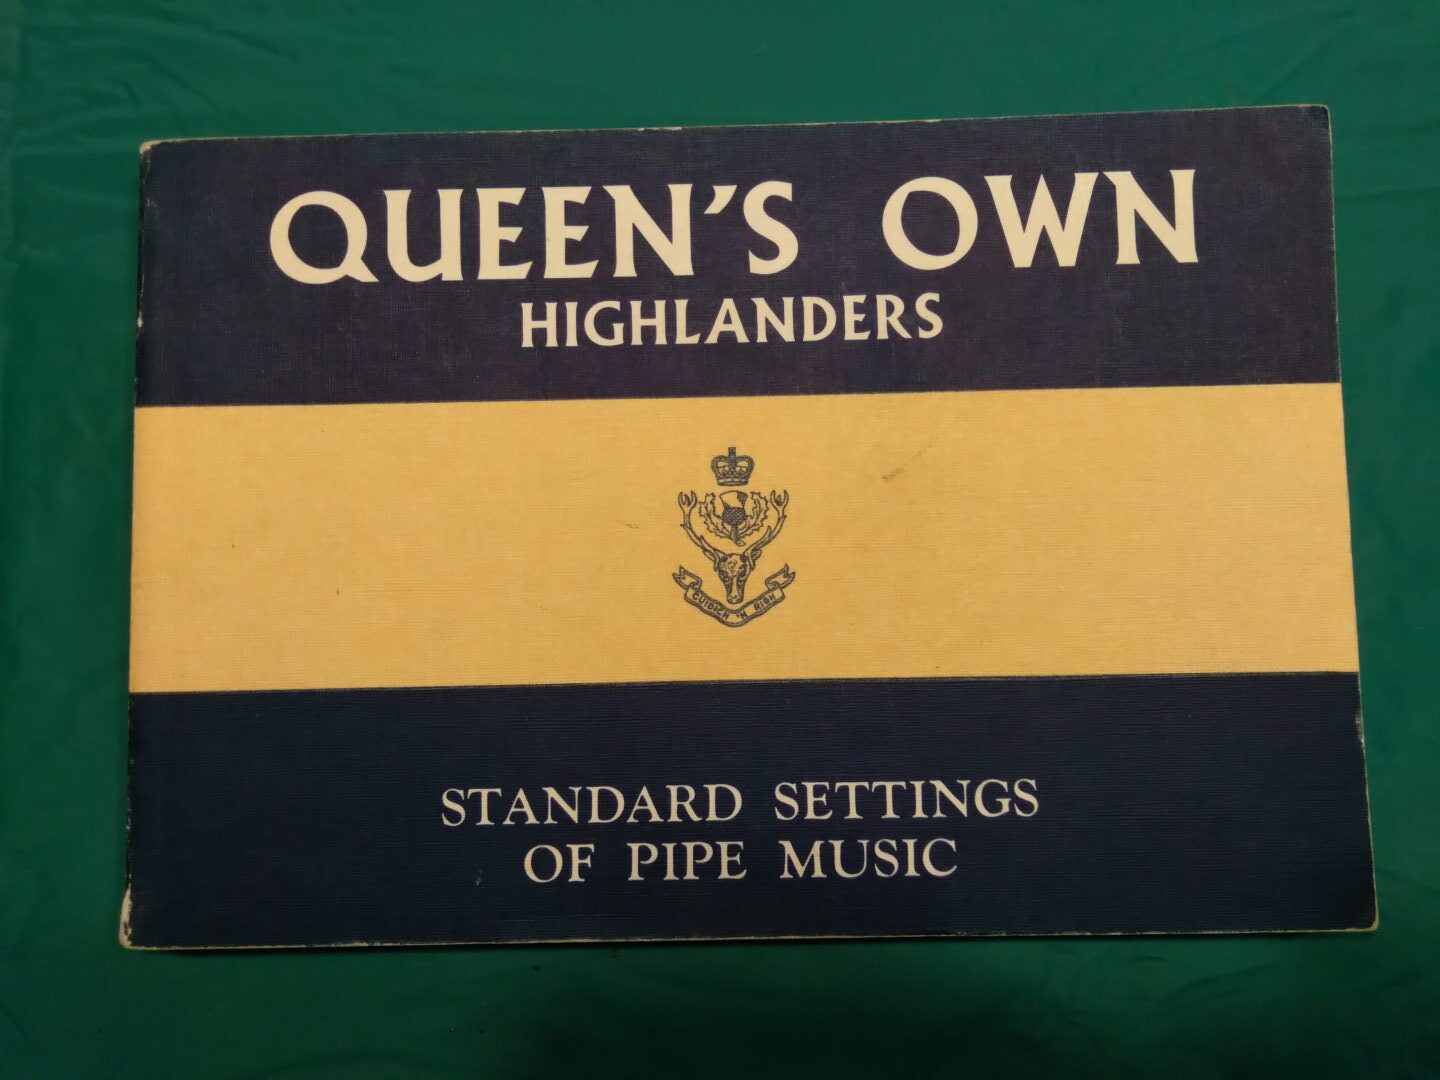 QUEEN'S OWN
HIGHLANDERS
CUIDICH 'N RIGH
STANDARD SETTINGS
OF PIPE MUSIC